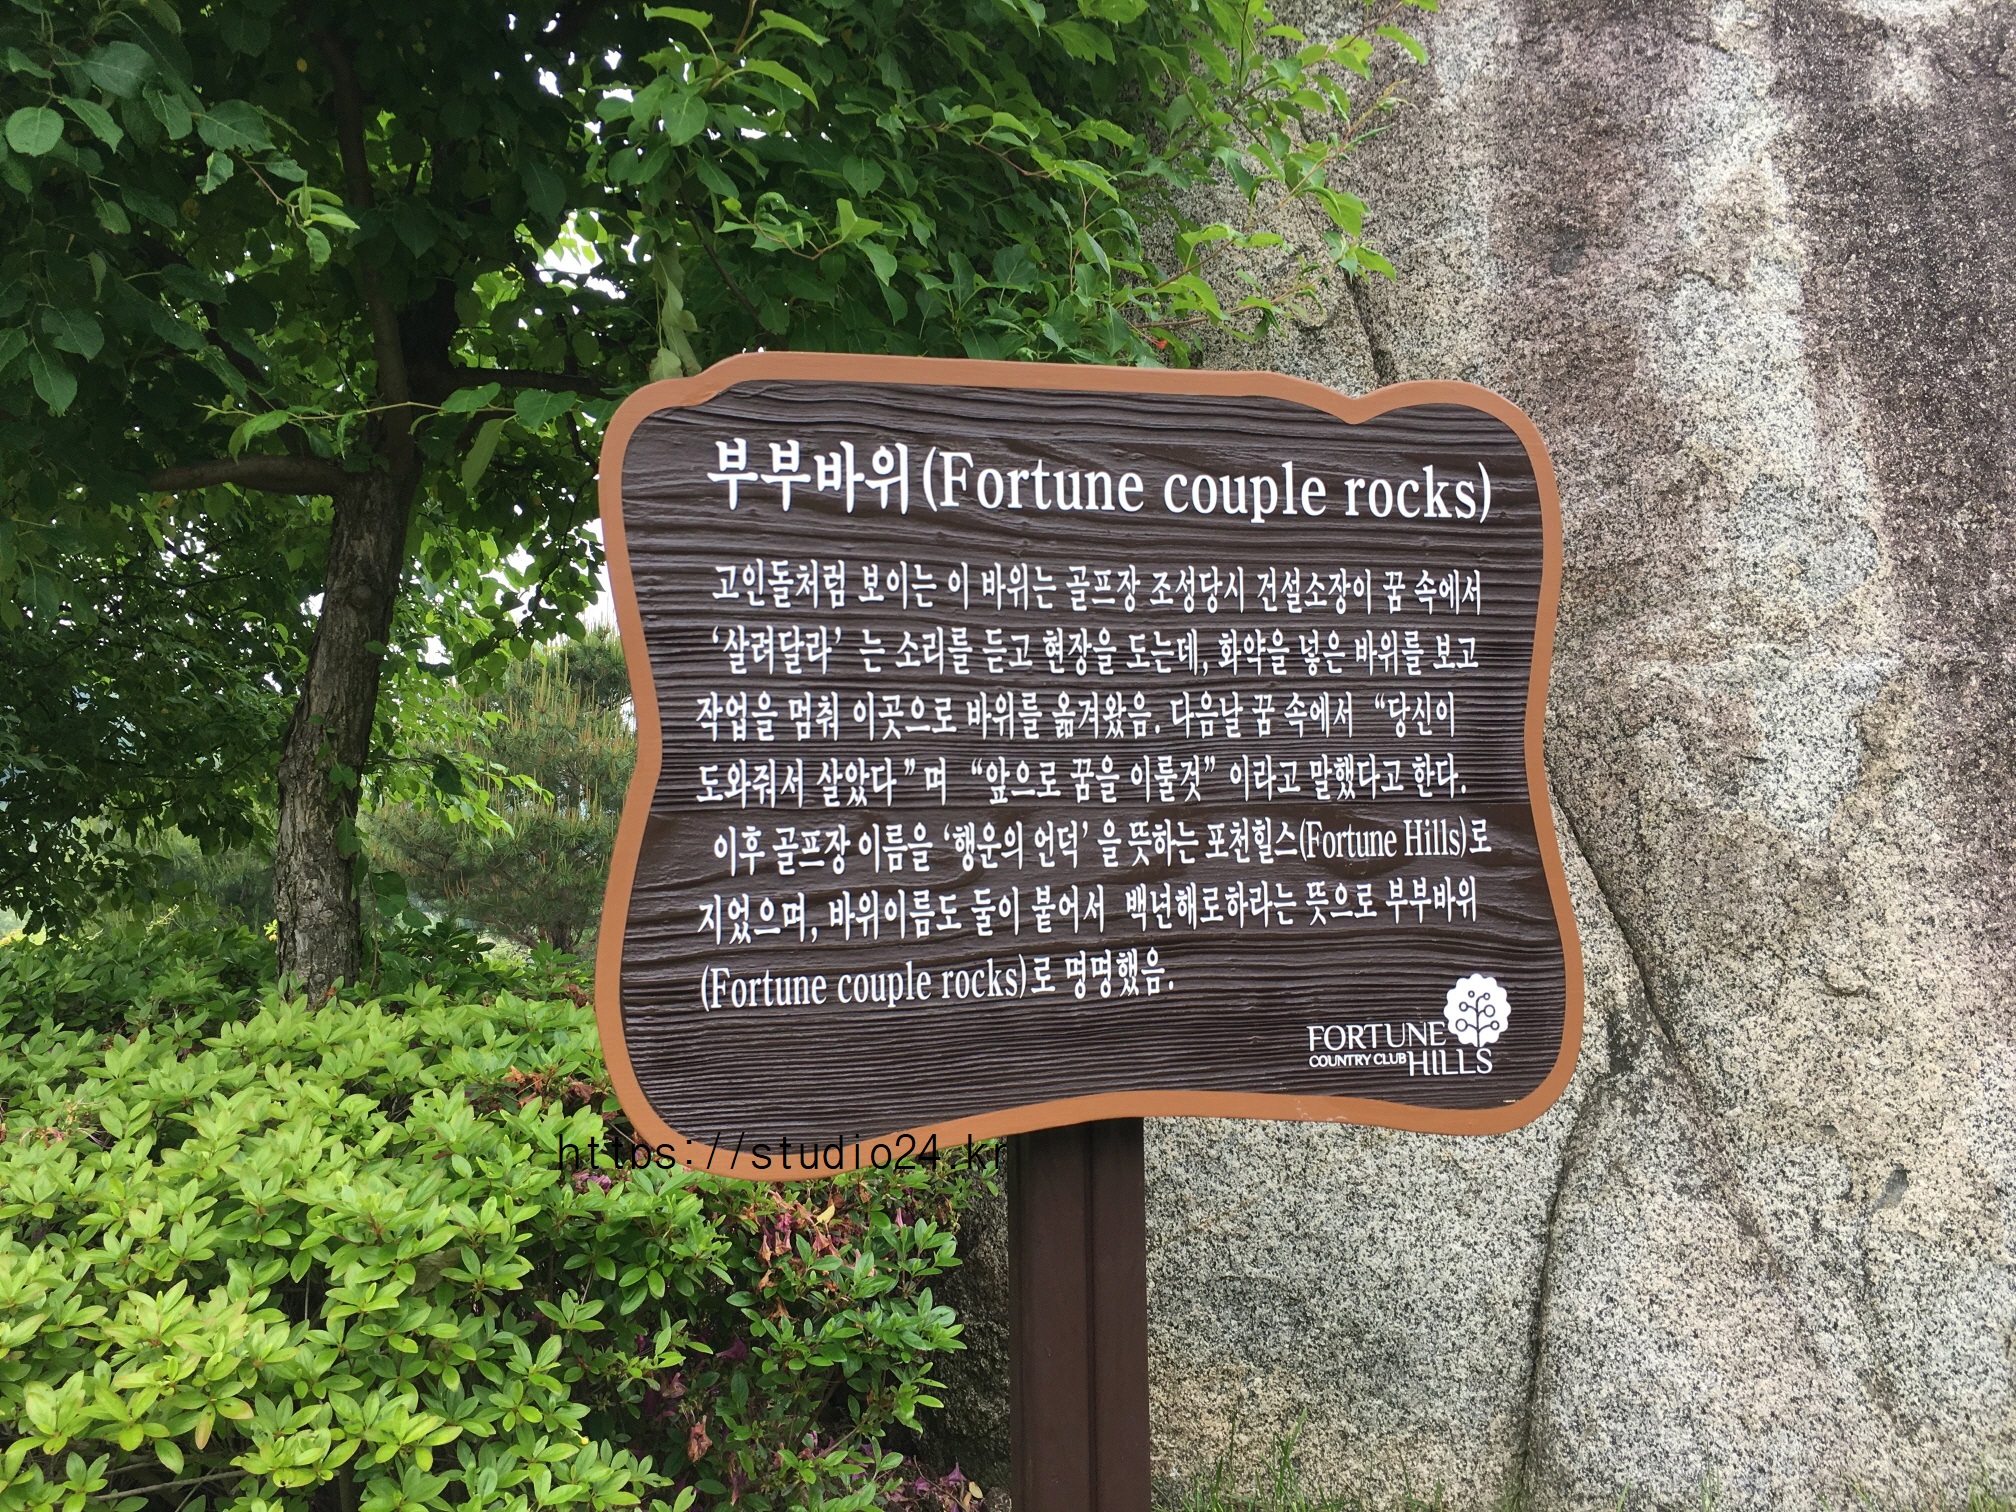 부부바위(Fortune couple rocks)
고인돌처럼 보이는 이 바위는 골프장 조성당시 건설소장이 꿈 속에서
‘살려달라’ 는 소리를 듣고 현장을 도는데, 화약을 넣은 바위를 보고
작업을 멈춰 이곳으로 바위를 옮겨왔음. 다음날 꿈 속에서 “당신이
도와줘서 살았다”며 “앞으로 꿈을 이룰것” 이라고 말했다고 한다.
이후 골프장 이름을 ‘행운의 언덕’을 뜻하는 포천힐스(Fortune Hills)로
지었으며, 바위이름도 둘이 붙어서 백년해로하라는 뜻으로 부부바위
(Fortune couple rocks)로 명명했음.
FORTUNE
COUNTRY CLUB HILLS
https://studio24.kr